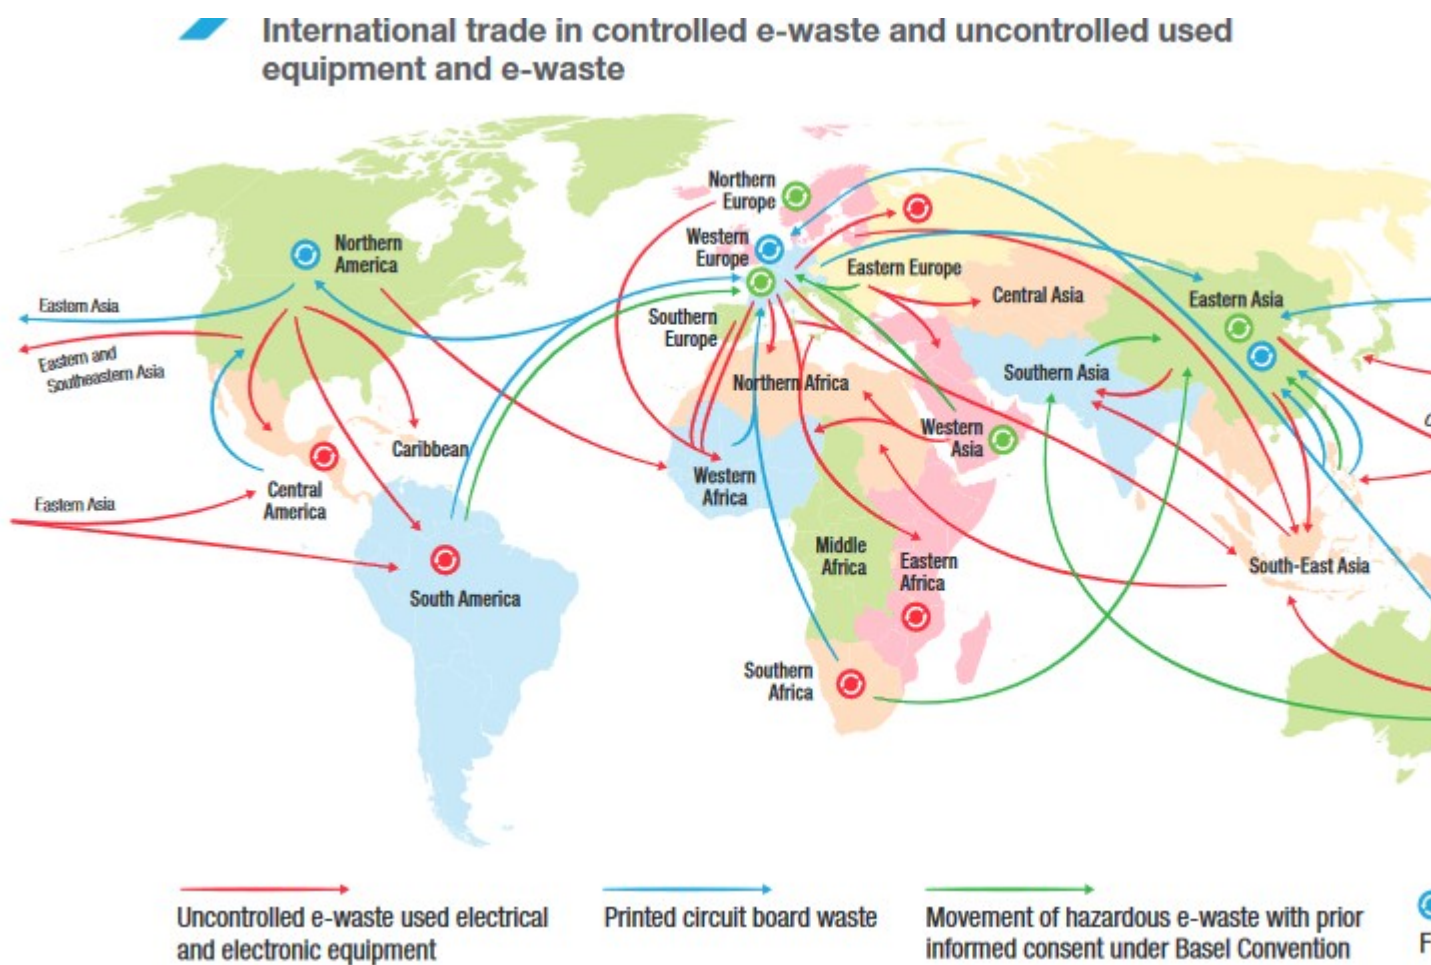 International trade in controlled e-waste and uncontrolled used
equipment and e-waste
Northern
Europe
Western
Europe
Northern
America
Eastern Europe
Central Asia
Eastern Asia
Eastern Asia
Southern
Europe
Eastern and
Southeastern Asia
Southern Asia
Northern Africa
Caribbean
Western
Asia
Western
Africa
Central
America
Eastern Asia
Middle
Africa
Eastern
Africa
South-East Asia
South America
Southern
Africa
Uncontrolled e-waste used electrical
and electronic equipment
Printed circuit board waste
Movement of hazardous e-waste with prior
informed consent under Basel Convention